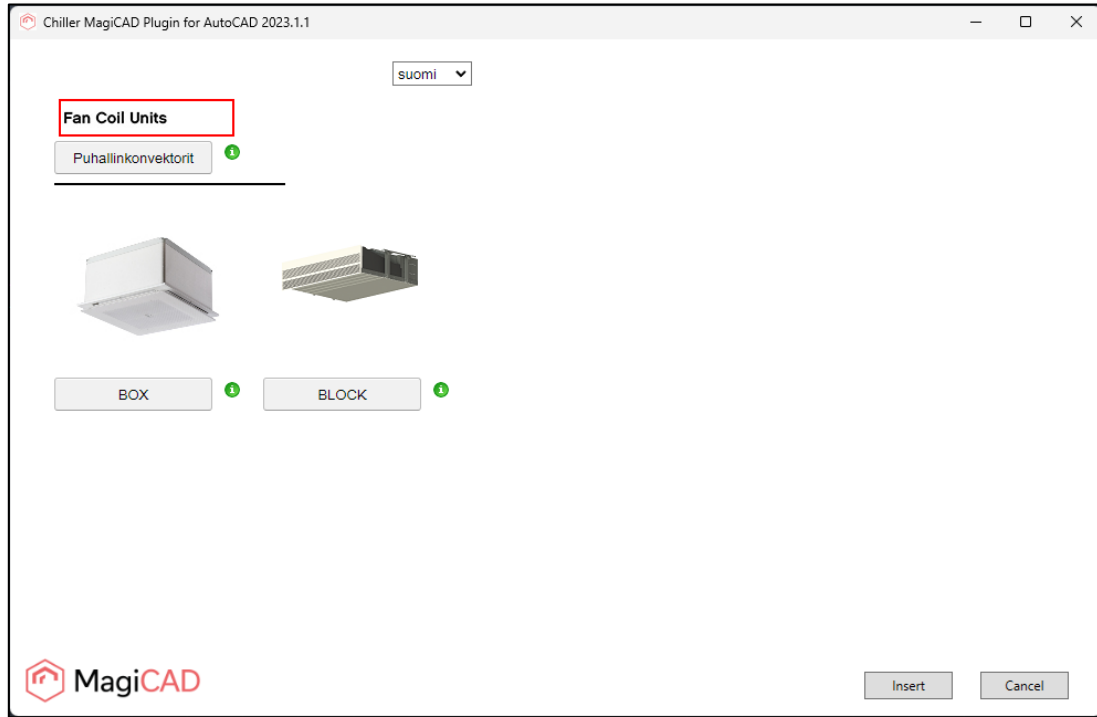 Chiller MagiCAD Plugin for AutoCAD 2023.1.1
suomi
Fan Coil Units
Puhallinkonvektorit
BOX
BLOCK
MagiCAD
Insert
Cancel